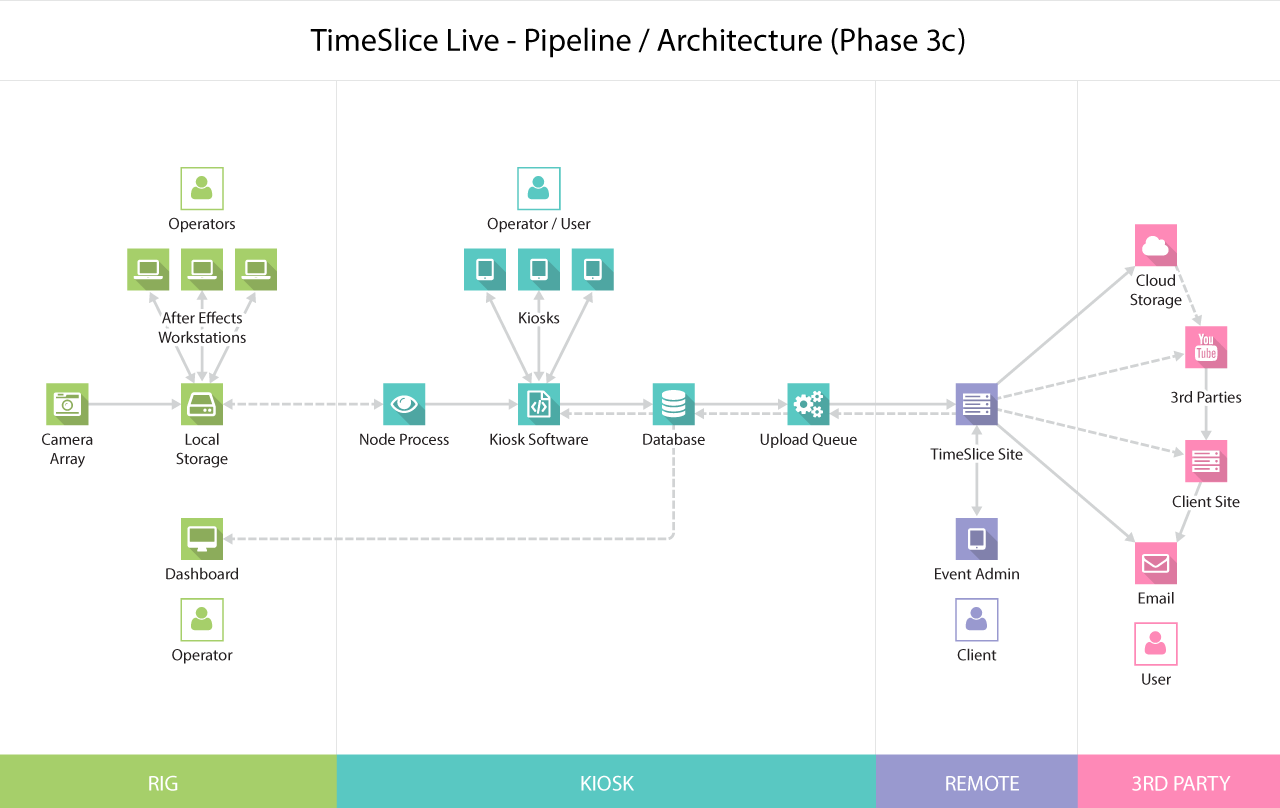 TimeSlice Live - Pipeline / Architecture (Phase 3c)
Operators
After Effects
Workstations
Camera
Array
Local
Storage
Dashboard
Operator
Operator / User
Kiosks
Node Process
Kiosk Software
Database
Upload Queue
TimeSlice Site
Event Admin
Client
Cloud
Storage
You
Tube
3rd Parties
Client Site
Email
User
RIG
KIOSK
REMOTE
3RD PARTY